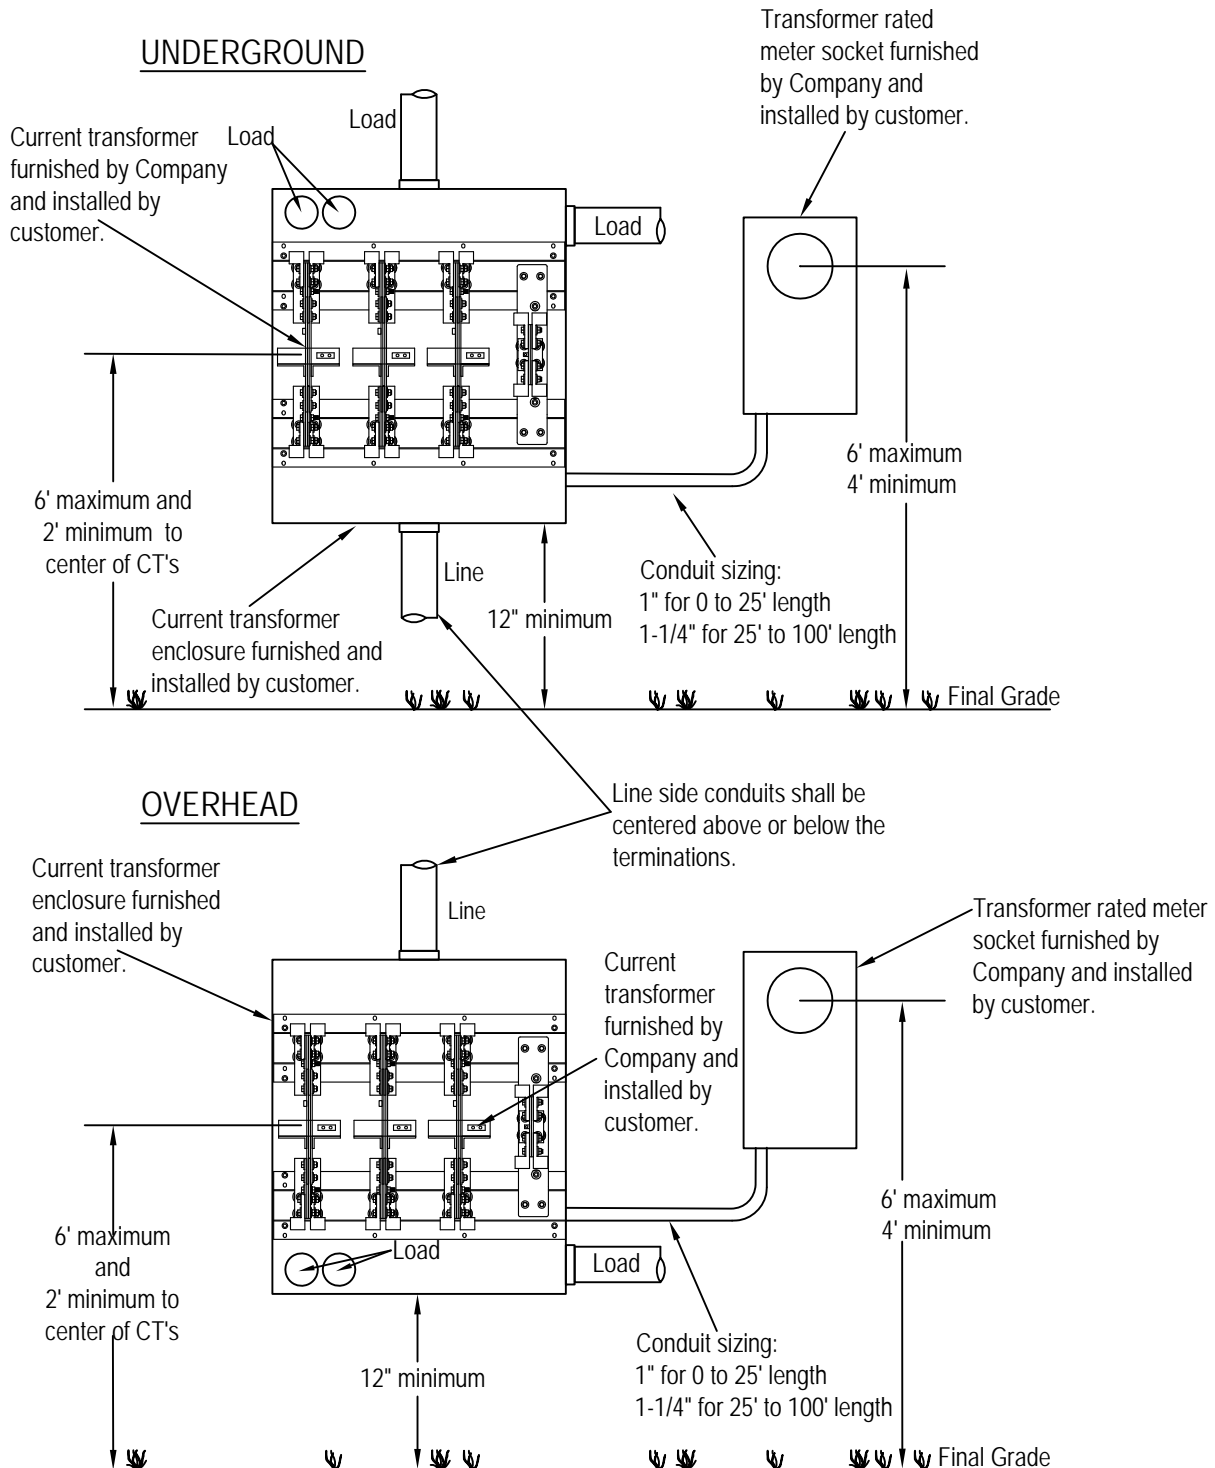 UNDERGROUND
Transformer rated
meter socket furnished
by Company and
installed by customer.
Load
Load
Current transformer
furnished by Company
and installed by
customer.
Load
6' maximum
4' minimum
6' maximum and
2' minimum to
center of CT's
Line
12" minimum
Conduit sizing:
1" for 0 to 25' length
1-1/4" for 25' to 100' length
Current transformer
enclosure furnished and
installed by customer.
Final Grade
Line side conduits shall be
centered above or below the
terminations.
OVERHEAD
Current transformer
enclosure furnished
and installed by
customer.
Line
Current
transformer
furnished by
Company and
installed by
customer.
Transformer rated meter
socket furnished by
Company and installed
by customer.
6' maximum
4' minimum
6' maximum
and
2' minimum to
center of CT's
Load
Load
12" minimum
Conduit sizing:
1" for 0 to 25' length
1-1/4" for 25' to 100' length
Final Grade